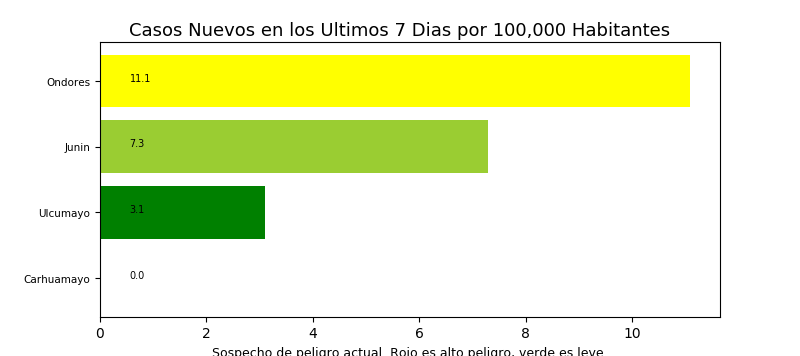 Casos Nuevos en los Ultimos 7 Dias por 100,000 Habitantes
Ondores
11.1
Junin
7.3
Ulcumayo
3.1
Carhuamayo
0.0
0 2 4 6 8 10
Sospecho de peligro actual. Rojo es alto peligro, verde es leve